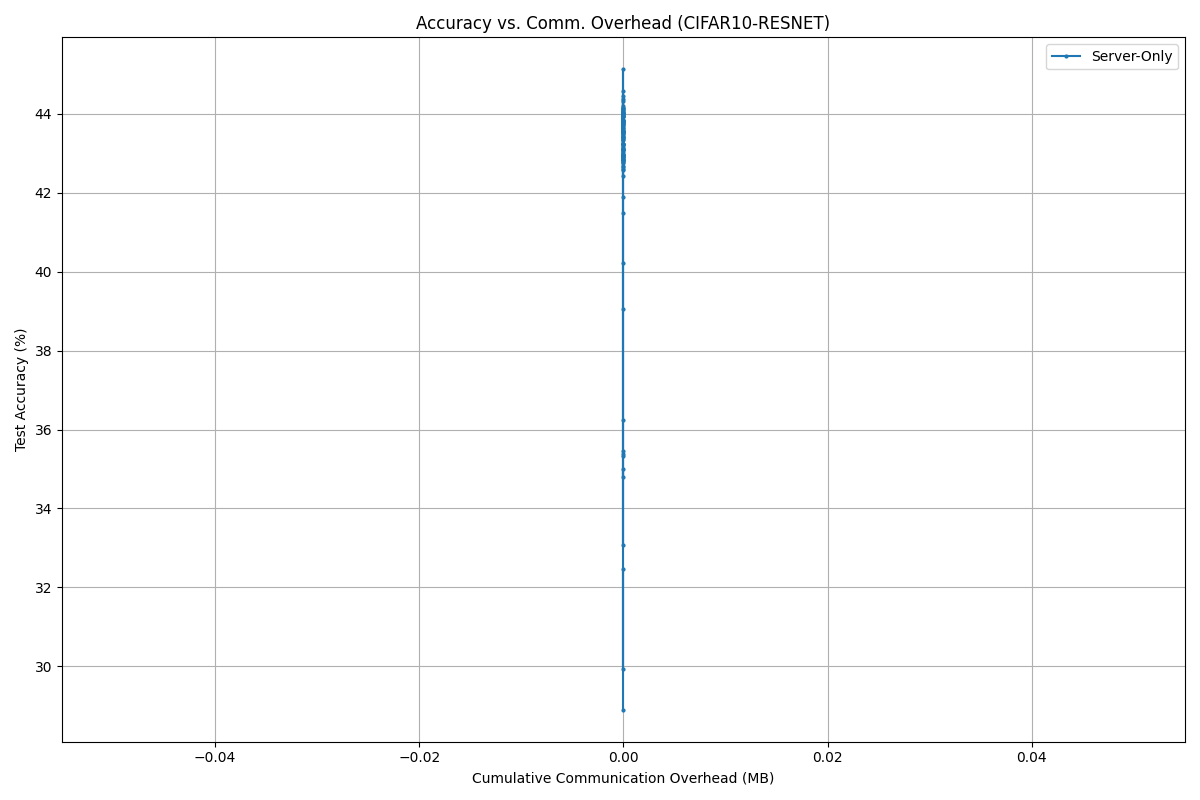 Accuracy vs. Comm. Overhead (CIFAR10-RESNET)
Server-Only
44
42
40
38
36
34
32
30
Test Accuracy (%)
−0.04 −0.02 0.00 0.02 0.04
Cumulative Communication Overhead (MB)